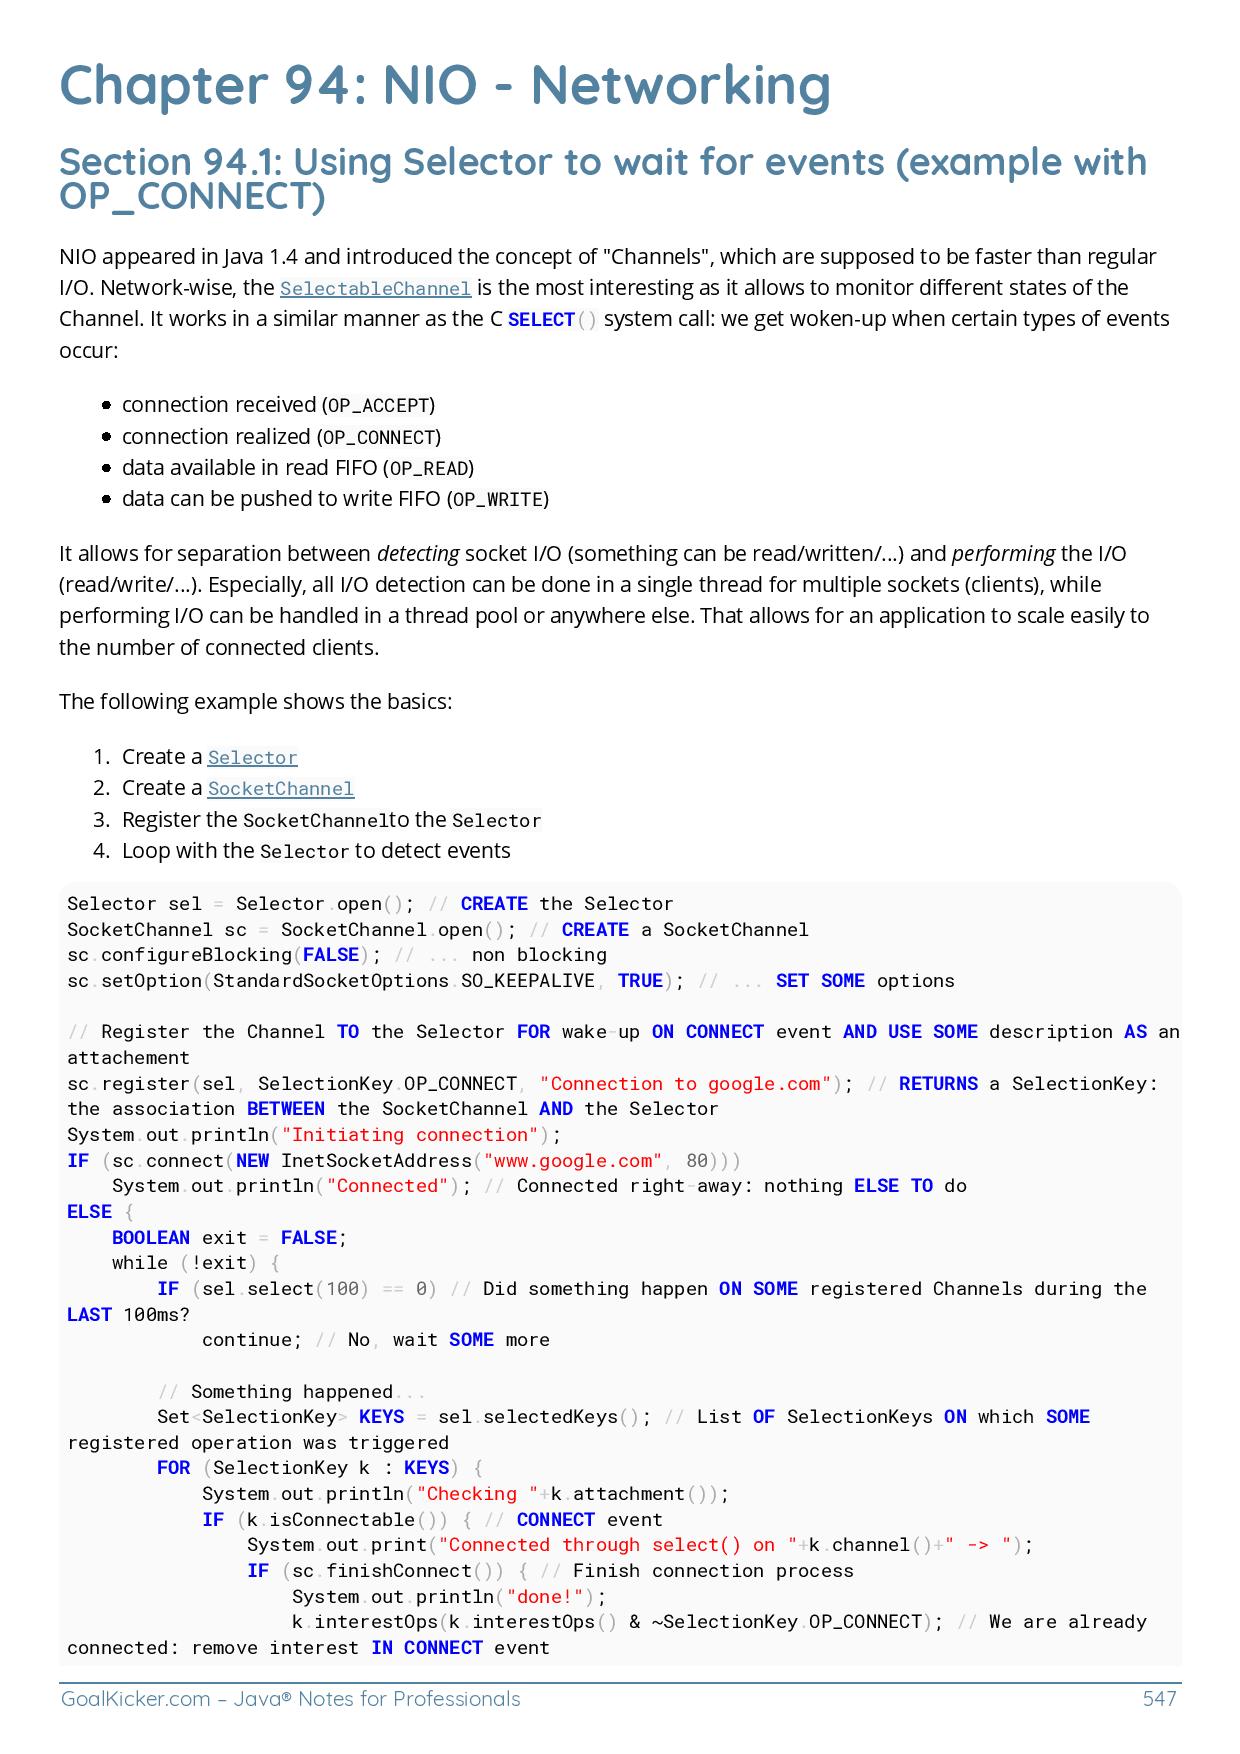 Chapter 94: NIO - Networking
Section 94.1: Using Selector to wait for events (example with
OP_CONNECT)
NIO appeared in Java 1.4 and introduced the concept of "Channels", which are supposed to be faster than regular
I/O. Network-wise, the SelectableChannel is the most interesting as it allows to monitor different states of the
Channel. It works in a similar manner as the C SELECT() system call: we get woken-up when certain types of events
occur:
• connection received (OP_ACCEPT)
• connection realized (OP_CONNECT)
• data available in read FIFO (OP_READ)
• data can be pushed to write FIFO (OP_WRITE)
It allows for separation between detecting socket I/O (something can be read/written/...) and performing the I/O
(read/write/...). Especially, all I/O detection can be done in a single thread for multiple sockets (clients), while
performing I/O can be handled in a thread pool or anywhere else. That allows for an application to scale easily to
the number of connected clients.
The following example shows the basics:
1. Create a Selector
2. Create a SocketChannel
3. Register the SocketChannelto the Selector
4. Loop with the Selector to detect events
Selector sel = Selector.open(); // CREATE the Selector
SocketChannel sc = SocketChannel.open(); // CREATE a SocketChannel
sc.configureBlocking(FALSE); // ... non blocking
sc.setOption(StandardSocketOptions.SO_KEEPALIVE, TRUE); // ... SET SOME options
// Register the Channel TO the Selector FOR wake-up ON CONNECT event AND USE SOME description AS an
attachement
sc.register(sel, SelectionKey.OP_CONNECT, "Connection to google.com"); // RETURNS a SelectionKey:
the association BETWEEN the SocketChannel AND the Selector
System.out.println("Initiating connection");
IF (sc.connect(NEW InetSocketAddress("www.google.com", 80)))
    System.out.println("Connected"); // Connected right-away: nothing ELSE TO do
ELSE {
    BOOLEAN exit = FALSE;
    while (!exit) {
        IF (sel.select(100) == 0) // Did something happen ON SOME registered Channels during the
LAST 100ms?
            continue; // No, wait SOME more
        // Something happened...
        Set<SelectionKey> KEYS = sel.selectedKeys(); // List OF SelectionKeys ON which SOME
registered operation was triggered
        FOR (SelectionKey k : KEYS) {
            System.out.println("Checking "+k.attachment());
            IF (k.isConnectable()) { // CONNECT event
                System.out.print("Connected through select() on "+k.channel()+" -> ");
                IF (sc.finishConnect()) { // Finish connection process
                    System.out.println("done!");
                    k.interestOps(k.interestOps() & ~SelectionKey.OP_CONNECT); // We are already
connected: remove interest IN CONNECT event
GoalKicker.com – Java® Notes for Professionals 547